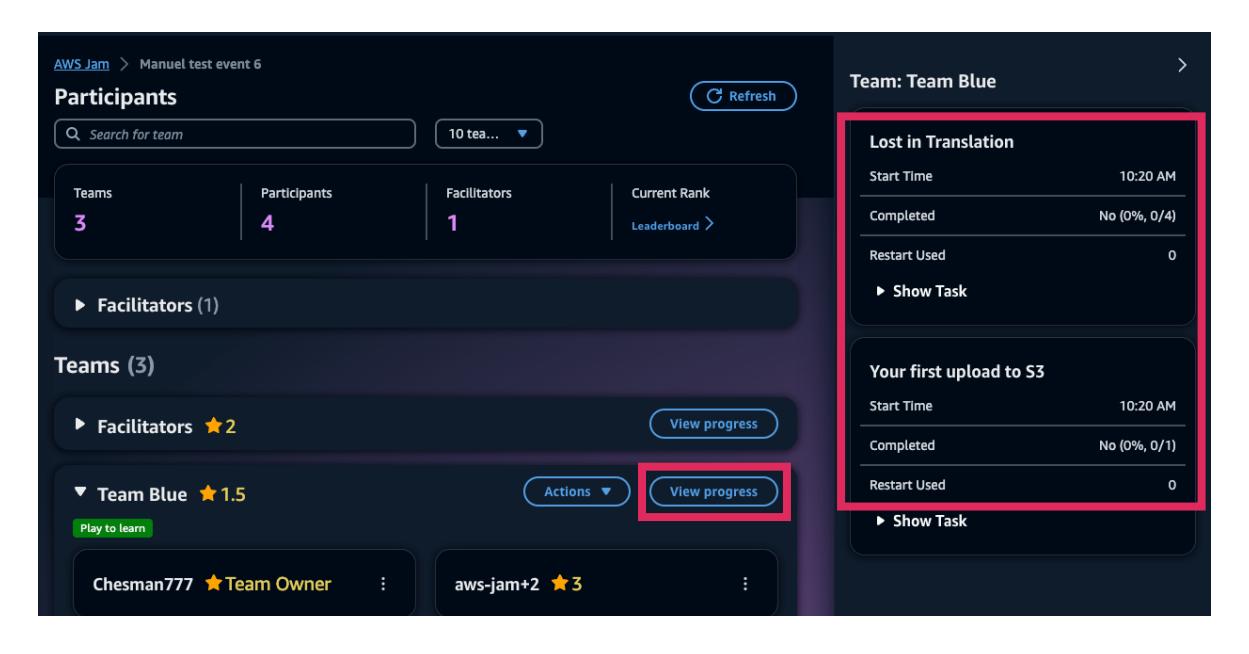 AWS Jam > Manuel test event 6
Participants
Refresh
Search for team
10 tea...
Teams
3
Participants
4
Facilitators
1
Current Rank
Leaderboard >
Facilitators (1)
Teams (3)
Facilitators 2
View progress
Team Blue 1.5
Actions
View progress
Play to learn
Chesman777 Team Owner
aws-jam+2 3
Team: Team Blue
Lost in Translation
Start Time 10:20 AM
Completed No (0%, 0/4)
Restart Used 0
Show Task
Your first upload to S3
Start Time 10:20 AM
Completed No (0%, 0/1)
Restart Used 0
Show Task